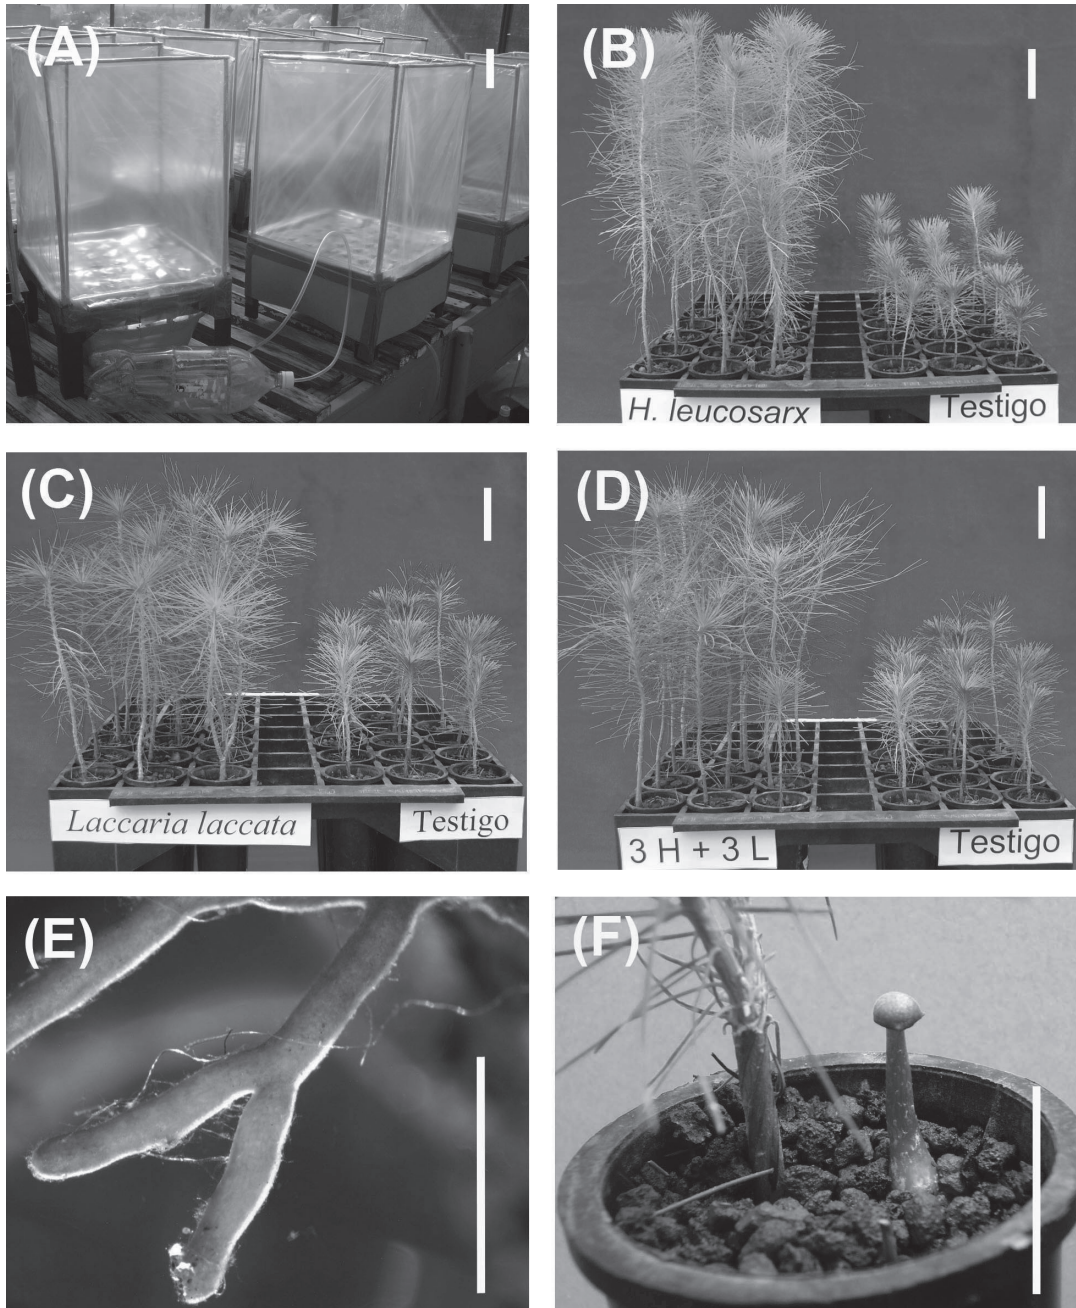 (A)
(B)
H. leucosarx
Testigo
(C)
Laccaria laccata
Testigo
(D)
3 H + 3 L
Testigo
(E)
(F)